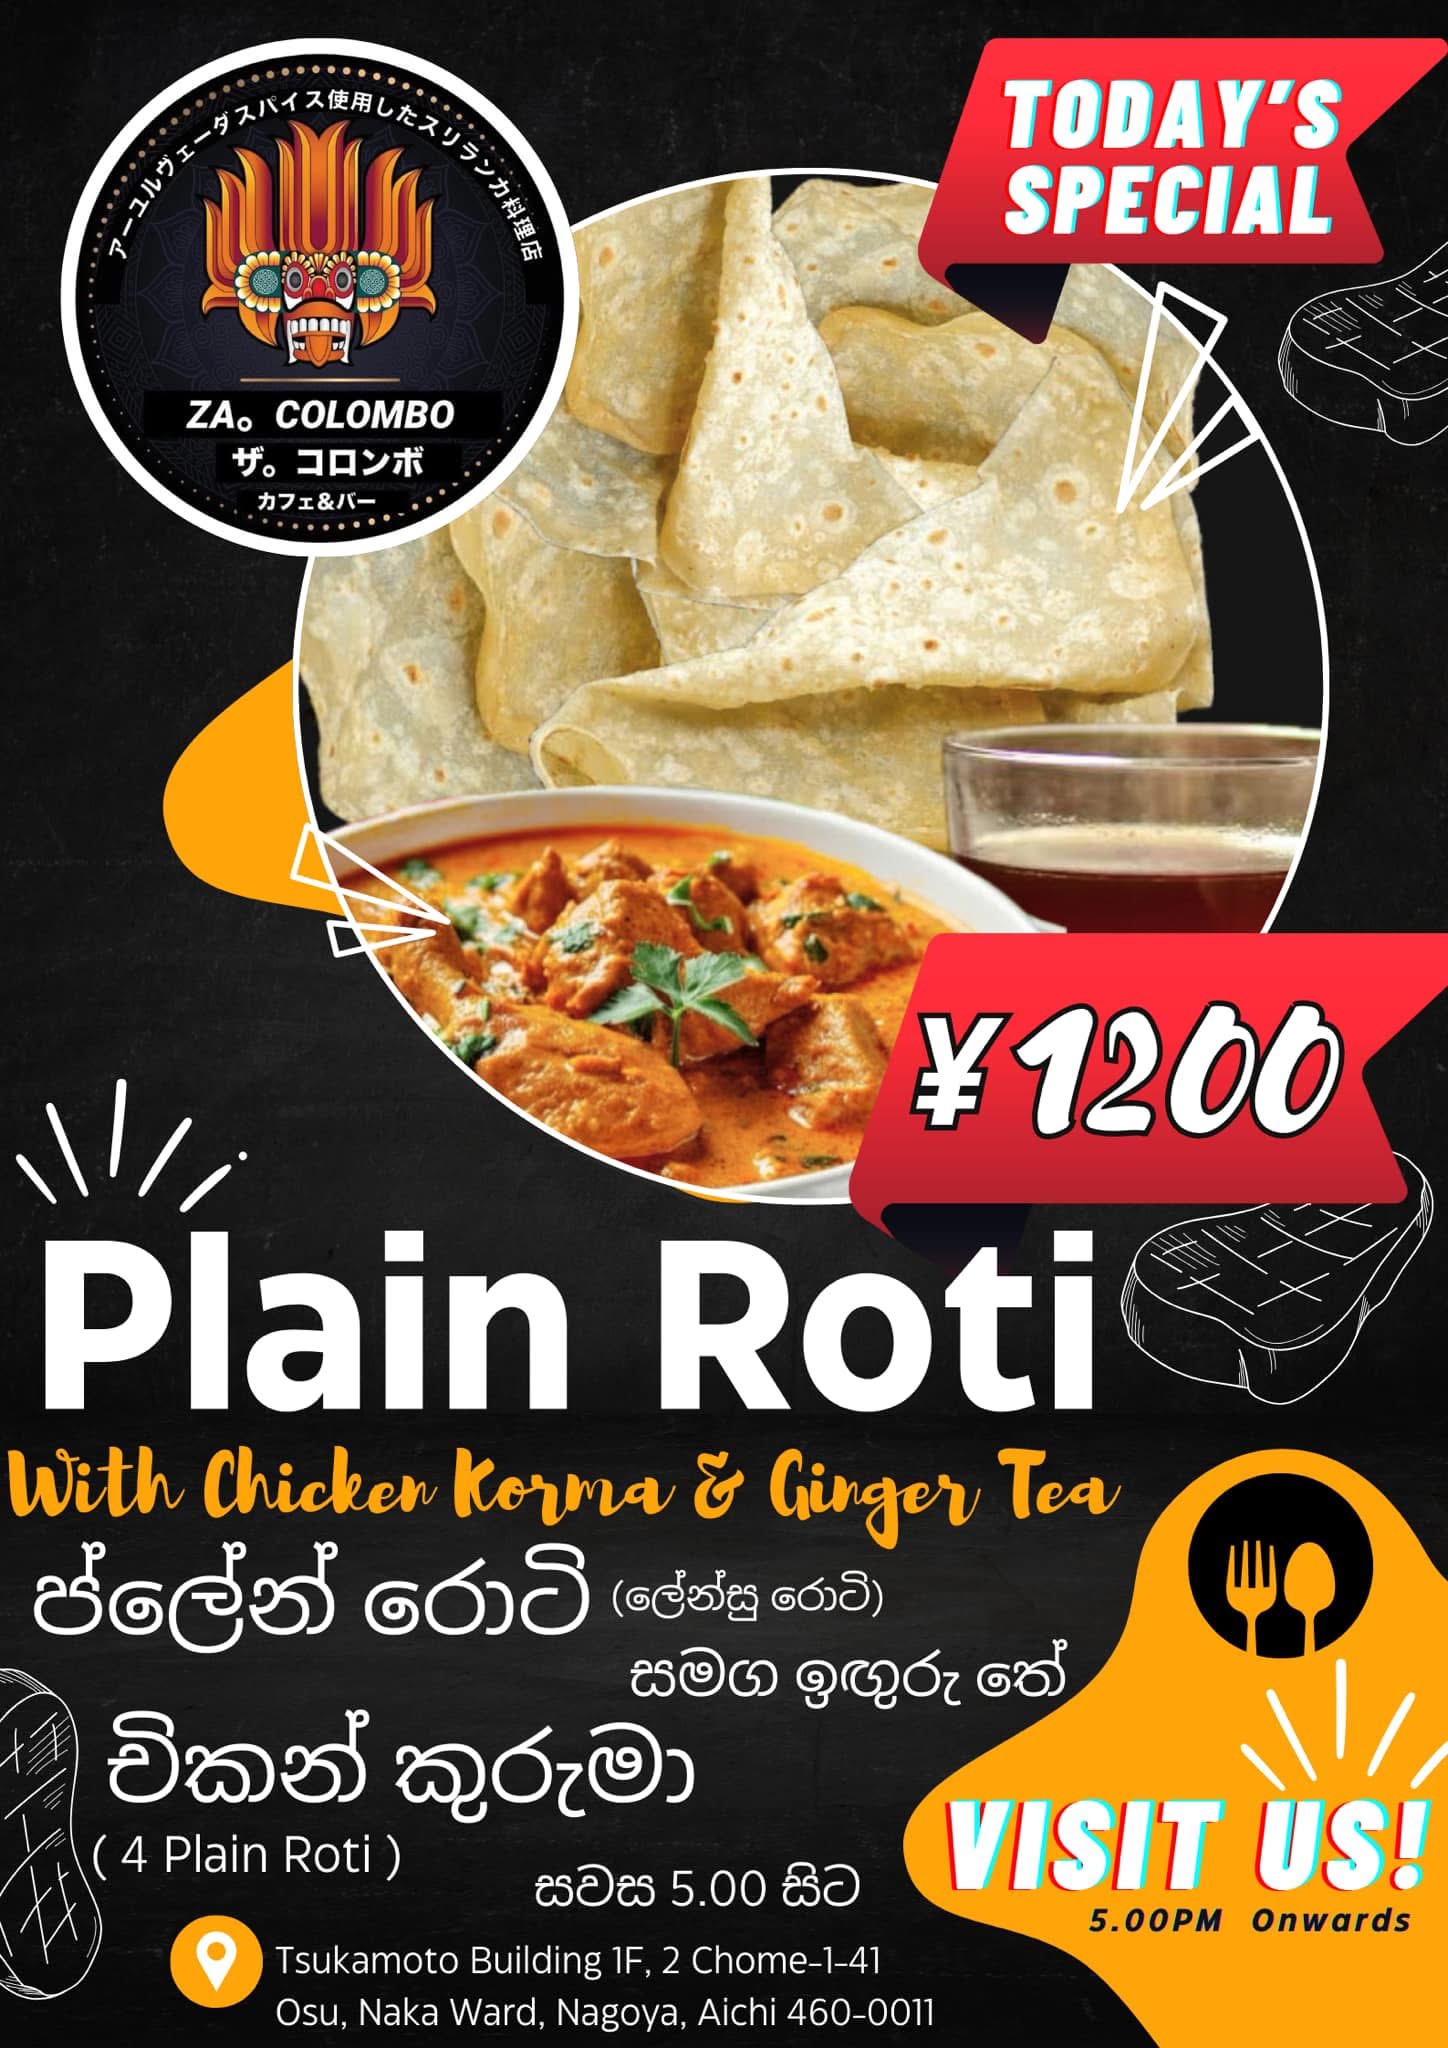 アーユルヴェーダスパイス使用したスリランカ料理店
ZA。COLOMBO
ザ。コロンボ
カフェ&バー
TODAY'S
SPECIAL
¥1200
Plain Roti
With Chicken Korma & Ginger Tea
ප්ලේන් රොටි (ලේන්සු රොටි)
සමග ඉඟුරු තේ
චිකන් කුරුමා
( 4 Plain Roti )
සවස 5.00 සිට
VISIT US!
5.00PM Onwards
Tsukamoto Building 1F, 2 Chome-1-41
Osu, Naka Ward, Nagoya, Aichi 460-0011